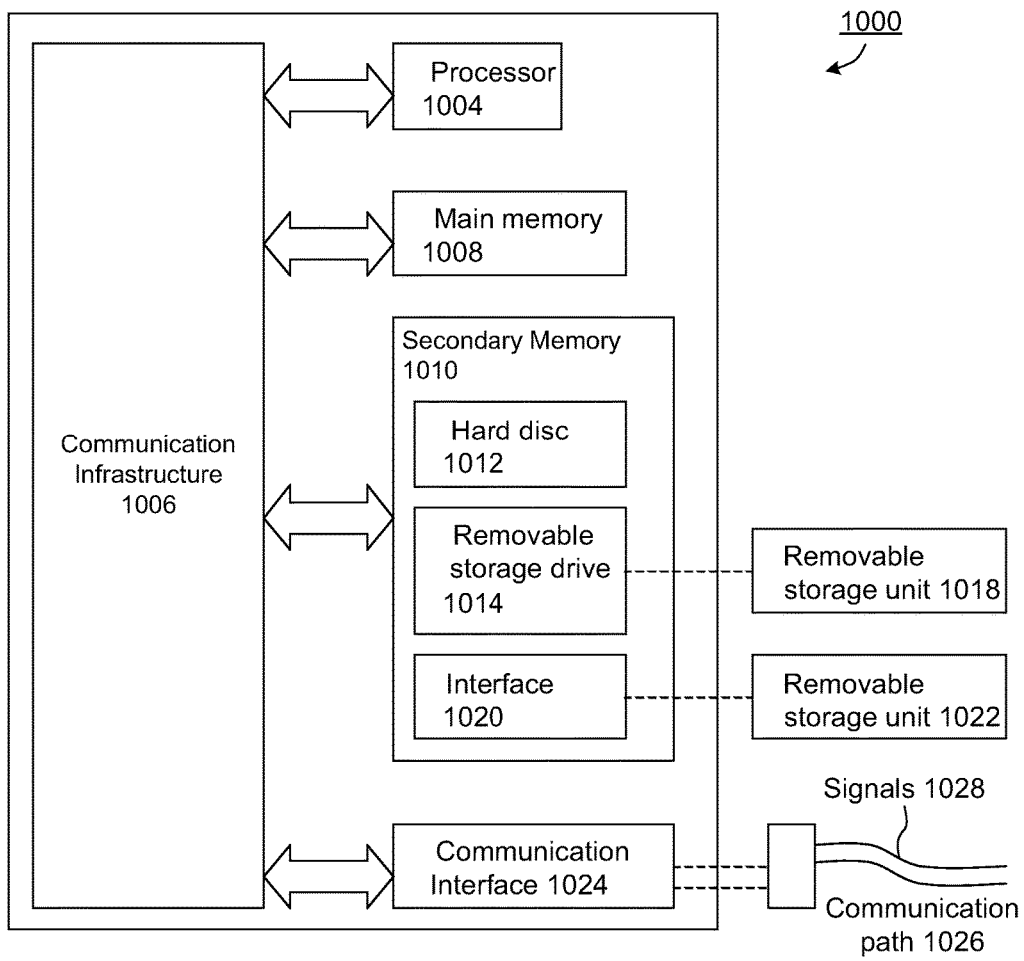 1000
Processor
1004
Main memory
1008
Secondary Memory
1010
Hard disc
1012
Communication
Infrastructure
1006
Removable
storage drive
1014
Removable
storage unit 1018
Interface
1020
Removable
storage unit 1022
Signals 1028
Communication
Interface 1024
Communication
path 1026